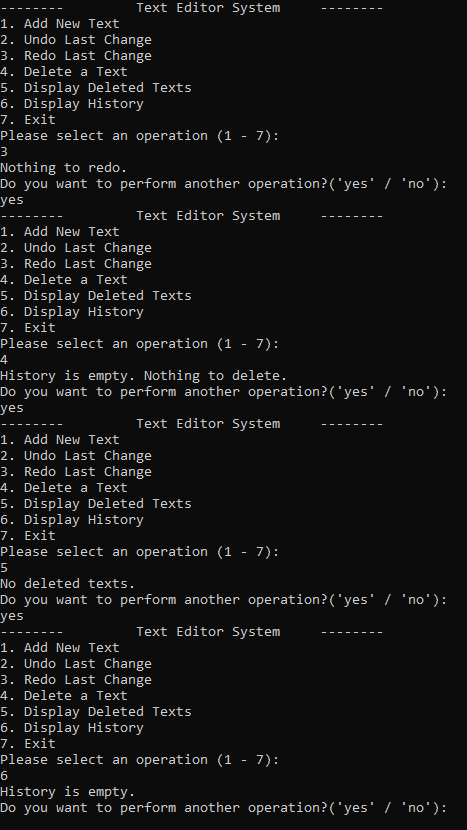 --------         Text Editor System     --------
1. Add New Text
2. Undo Last Change
3. Redo Last Change
4. Delete a Text
5. Display Deleted Texts
6. Display History
7. Exit
Please select an operation (1 - 7):
3
Nothing to redo.
Do you want to perform another operation?('yes' / 'no'):
yes
--------         Text Editor System     --------
1. Add New Text
2. Undo Last Change
3. Redo Last Change
4. Delete a Text
5. Display Deleted Texts
6. Display History
7. Exit
Please select an operation (1 - 7):
4
History is empty. Nothing to delete.
Do you want to perform another operation?('yes' / 'no'):
yes
--------         Text Editor System     --------
1. Add New Text
2. Undo Last Change
3. Redo Last Change
4. Delete a Text
5. Display Deleted Texts
6. Display History
7. Exit
Please select an operation (1 - 7):
5
No deleted texts.
Do you want to perform another operation?('yes' / 'no'):
yes
--------         Text Editor System     --------
1. Add New Text
2. Undo Last Change
3. Redo Last Change
4. Delete a Text
5. Display Deleted Texts
6. Display History
7. Exit
Please select an operation (1 - 7):
6
History is empty.
Do you want to perform another operation?('yes' / 'no'):